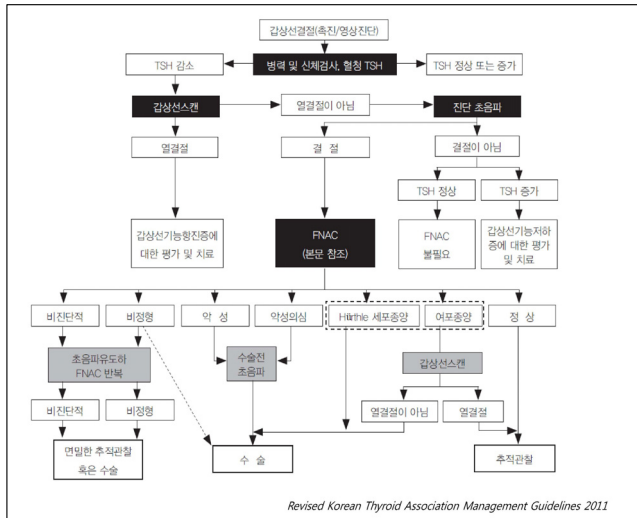 갑상선결절(촉진/영상진단)
TSH 감소
병력 및 신체검사, 혈청 TSH
TSH 정상 또는 증가
갑상선스캔
열결절이 아님
진단 초음파
열결절
결 절
결절이 아님
TSH 정상
TSH 증가
갑상선기능항진증에
대한 평가 및 치료
FNAC
(본문 참조)
FNAC
불필요
갑상선기능저하
증에 대한 평가
및 치료
비진단적
비정형
악 성
악성의심
Hürthle 세포종양
여포종양
정 상
초음파유도하
FNAC 반복
수술전
초음파
갑상선스캔
비진단적
비정형
열결절이 아님
열결절
면밀한 추적관찰
혹은 수술
수 술
추적관찰
Revised Korean Thyroid Association Management Guidelines 2011